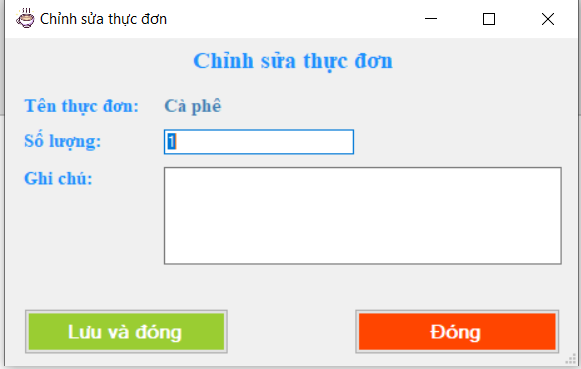 Chỉnh sửa thực đơn
Chỉnh sửa thực đơn
Tên thực đơn: Cà phê
Số lượng: 1
Ghi chú:
Lưu và đóng Đóng